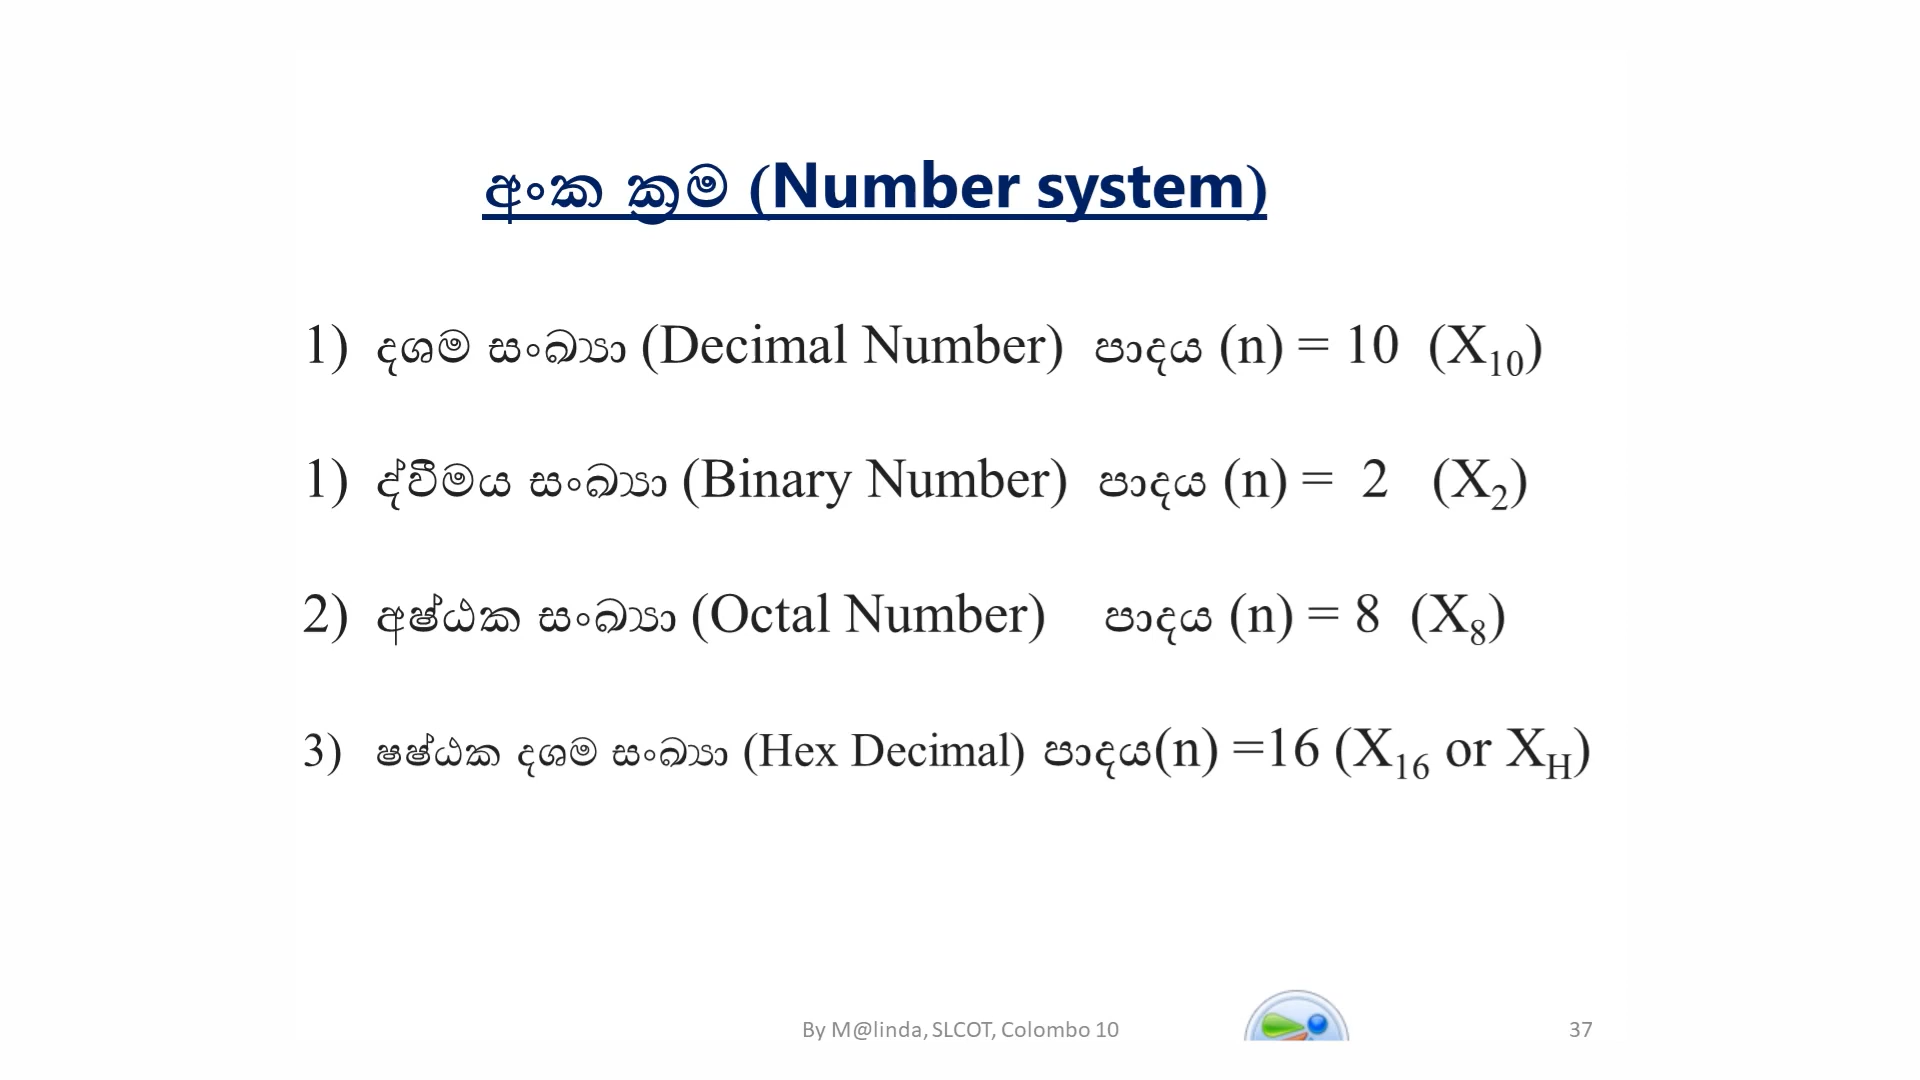 අංක ක්‍රම (Number system)
1) දශම සංඛ්‍යා (Decimal Number) පාදය (n) = 10 (X₁₀)
1) ද්වීමය සංඛ්‍යා (Binary Number) පාදය (n) = 2 (X₂)
2) අෂ්ඨක සංඛ්‍යා (Octal Number) පාදය (n) = 8 (X₈)
3) ෂෂ්ඨක දශම සංඛ්‍යා (Hex Decimal) පාදය(n) =16 (X₁₆ or X_H)
By M@linda, SLCOT, Colombo 10
37